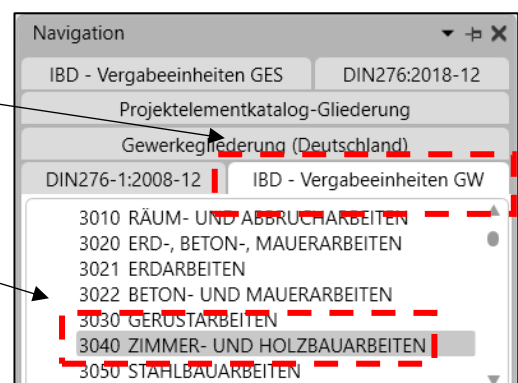 Navigation
IBD - Vergabeeinheiten GES
DIN276:2018-12
Projektelementkatalog-Gliederung
Gewerkegliederung (Deutschland)
DIN276-1:2008-12
IBD - Vergabeeinheiten GW
3010 RÄUM- UND ABBRUCHARBEITEN
3020 ERD-, BETON-, MAUERARBEITEN
3021 ERDARBEITEN
3022 BETON- UND MAUERARBEITEN
3030 GERÜSTARBEITEN
3040 ZIMMER- UND HOLZBAUARBEITEN
3050 STAHLBAUARBEITEN